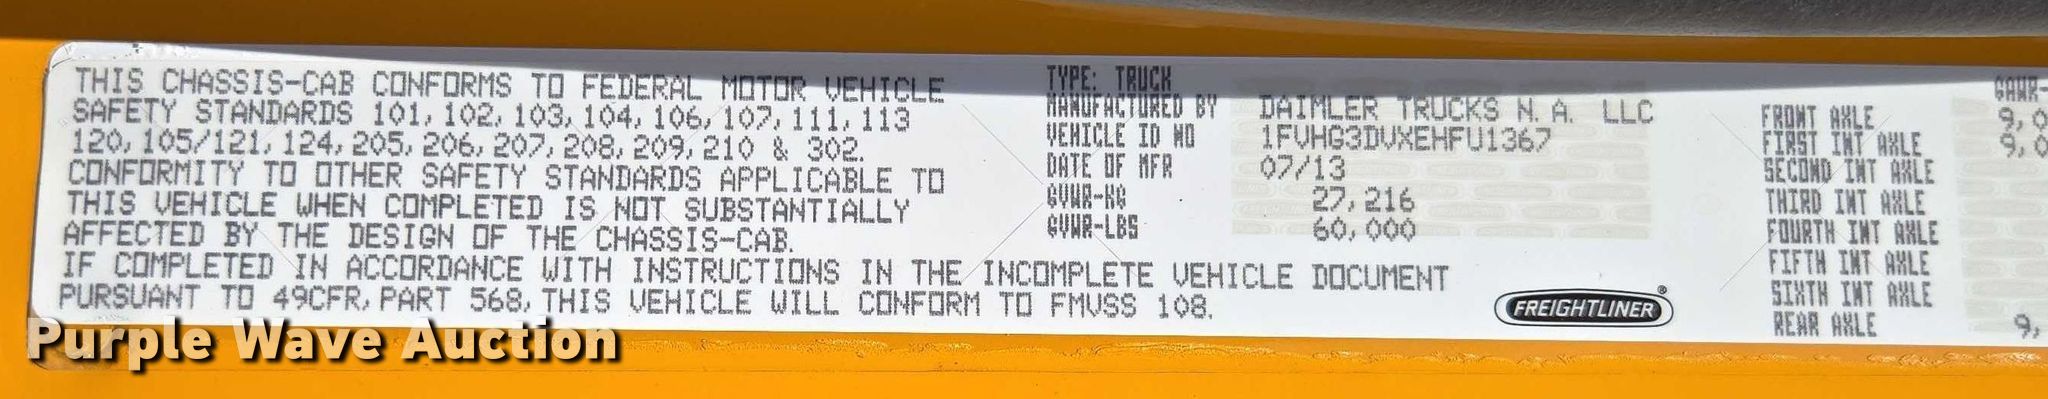 THIS CHASSIS-CAB CONFORMS TO FEDERAL MOTOR VEHICLE
SAFETY STANDARDS 101, 102, 103, 104, 106, 107, 111, 113
120, 105/121, 124, 205, 206, 207, 208, 209, 210 & 302.
CONFORMITY TO OTHER SAFETY STANDARDS APPLICABLE TO
THIS VEHICLE WHEN COMPLETED IS NOT SUBSTANTIALLY
AFFECTED BY THE DESIGN OF THE CHASSIS-CAB.
IF COMPLETED IN ACCORDANCE WITH INSTRUCTIONS IN THE INCOMPLETE VEHICLE DOCUMENT
PURSUANT TO 49CFR, PART 568, THIS VEHICLE WILL CONFORM TO FMVSS 108.
TYPE: TRUCK
MANUFACTURED BY DAIMLER TRUCKS N. A. LLC
VEHICLE ID NO 1FVHG3DVXEHFU1367
DATE OF MFR 07/13
GVWR-KG 27, 216
GVWR-LBS 60, 000
FREIGHTLINER®
GAWR-
FRONT AXLE 9, 0
FIRST INT AXLE 9, 0
SECOND INT AXLE
THIRD INT AXLE
FOURTH INT AXLE
FIFTH INT AXLE
SIXTH INT AXLE
REAR AXLE 9,
Purple Wave Auction